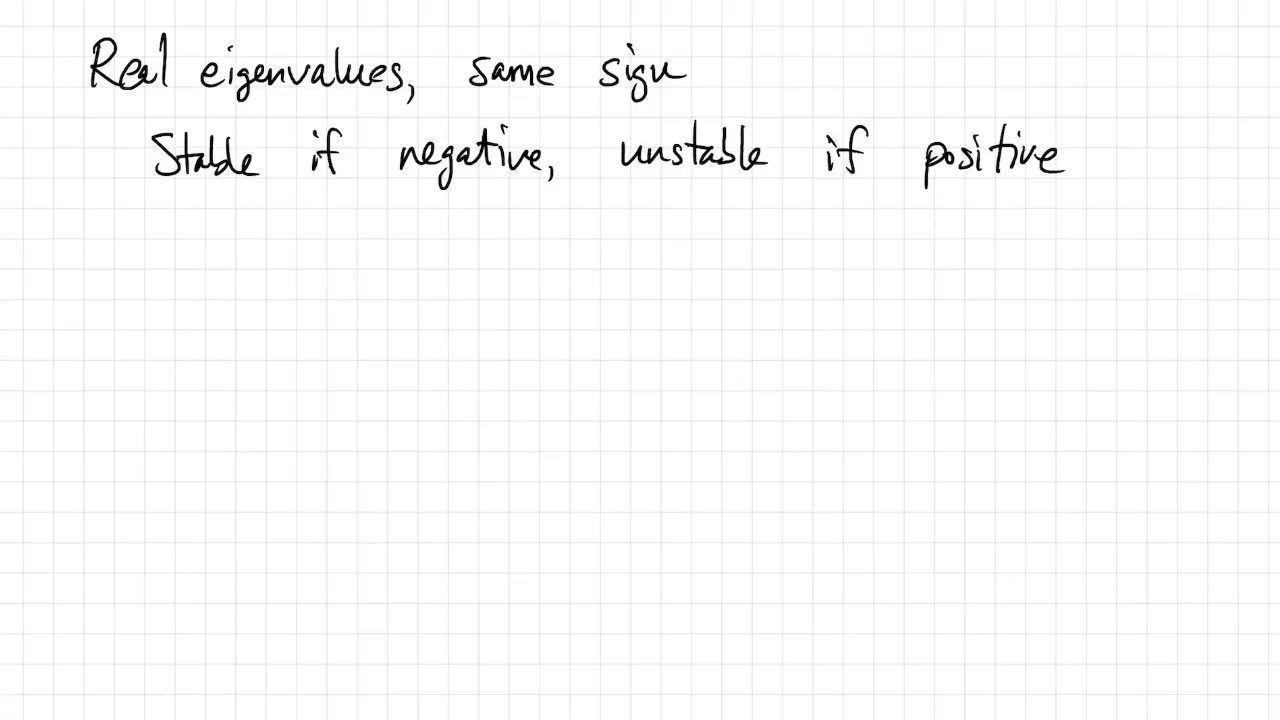 Real eigenvalues, same sign
Stable if negative, unstable if positive